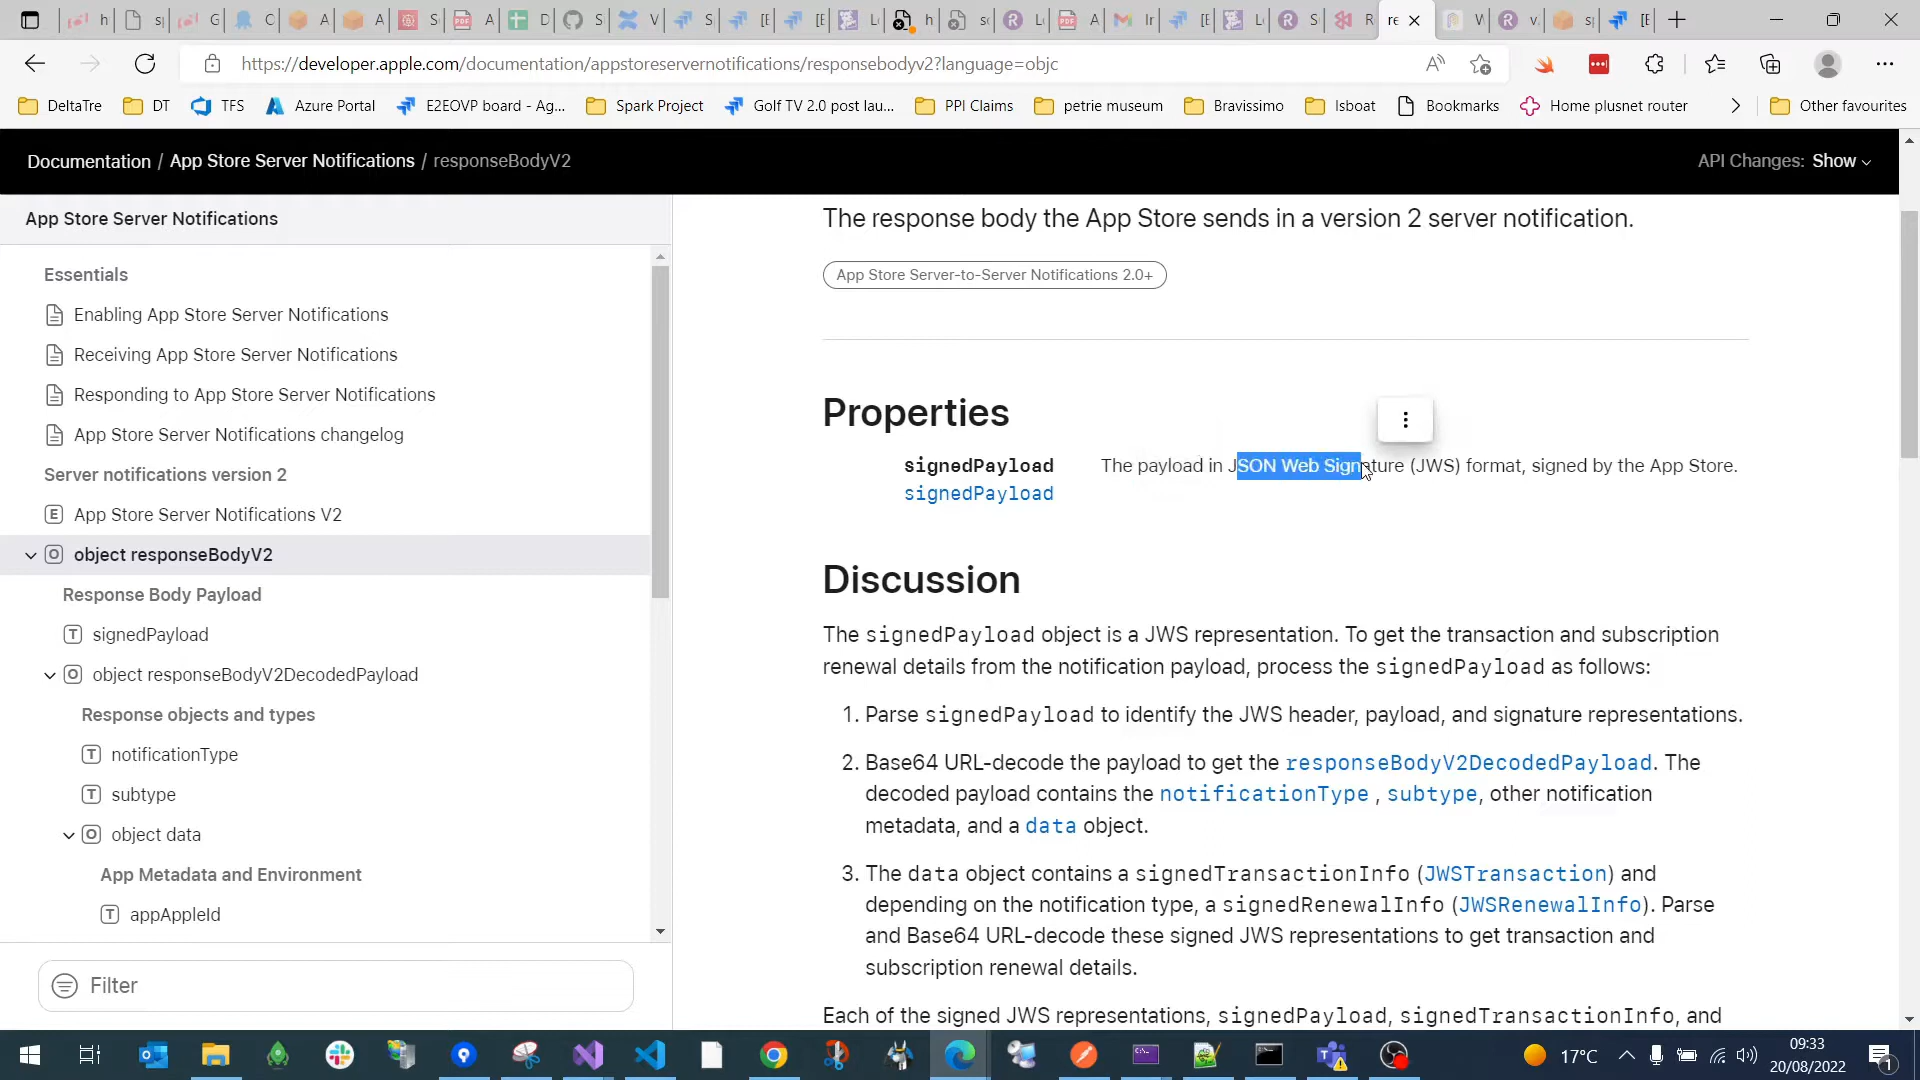 https://developer.apple.com/documentation/appstoreservernotifications/responsebodyv2?language=objc
DeltaTre
DT
TFS
Azure Portal
E2EOVP board - Ag...
Spark Project
Golf TV 2.0 post lau...
PPI Claims
petrie museum
Bravissimo
Isboat
Bookmarks
Home plusnet router
Other favourites
Documentation / App Store Server Notifications / responseBodyV2
API Changes: Show
App Store Server Notifications
Essentials
Enabling App Store Server Notifications
Receiving App Store Server Notifications
Responding to App Store Server Notifications
App Store Server Notifications changelog
Server notifications version 2
E App Store Server Notifications V2
O object responseBodyV2
Response Body Payload
T signedPayload
O object responseBodyV2DecodedPayload
Response objects and types
T notificationType
T subtype
O object data
App Metadata and Environment
T appAppleId
Filter
The response body the App Store sends in a version 2 server notification.
App Store Server-to-Server Notifications 2.0+
Properties
signedPayload
signedPayload
The payload in JSON Web Signature (JWS) format, signed by the App Store.
Discussion
The signedPayload object is a JWS representation. To get the transaction and subscription
renewal details from the notification payload, process the signedPayload as follows:
1. Parse signedPayload to identify the JWS header, payload, and signature representations.
2. Base64 URL-decode the payload to get the responseBodyV2DecodedPayload. The
decoded payload contains the notificationType , subtype, other notification
metadata, and a data object.
3. The data object contains a signedTransactionInfo (JWSTransaction) and
depending on the notification type, a signedRenewalInfo (JWSRenewalInfo). Parse
and Base64 URL-decode these signed JWS representations to get transaction and
subscription renewal details.
Each of the signed JWS representations, signedPayload, signedTransactionInfo, and
17°C
09:33
20/08/2022
1